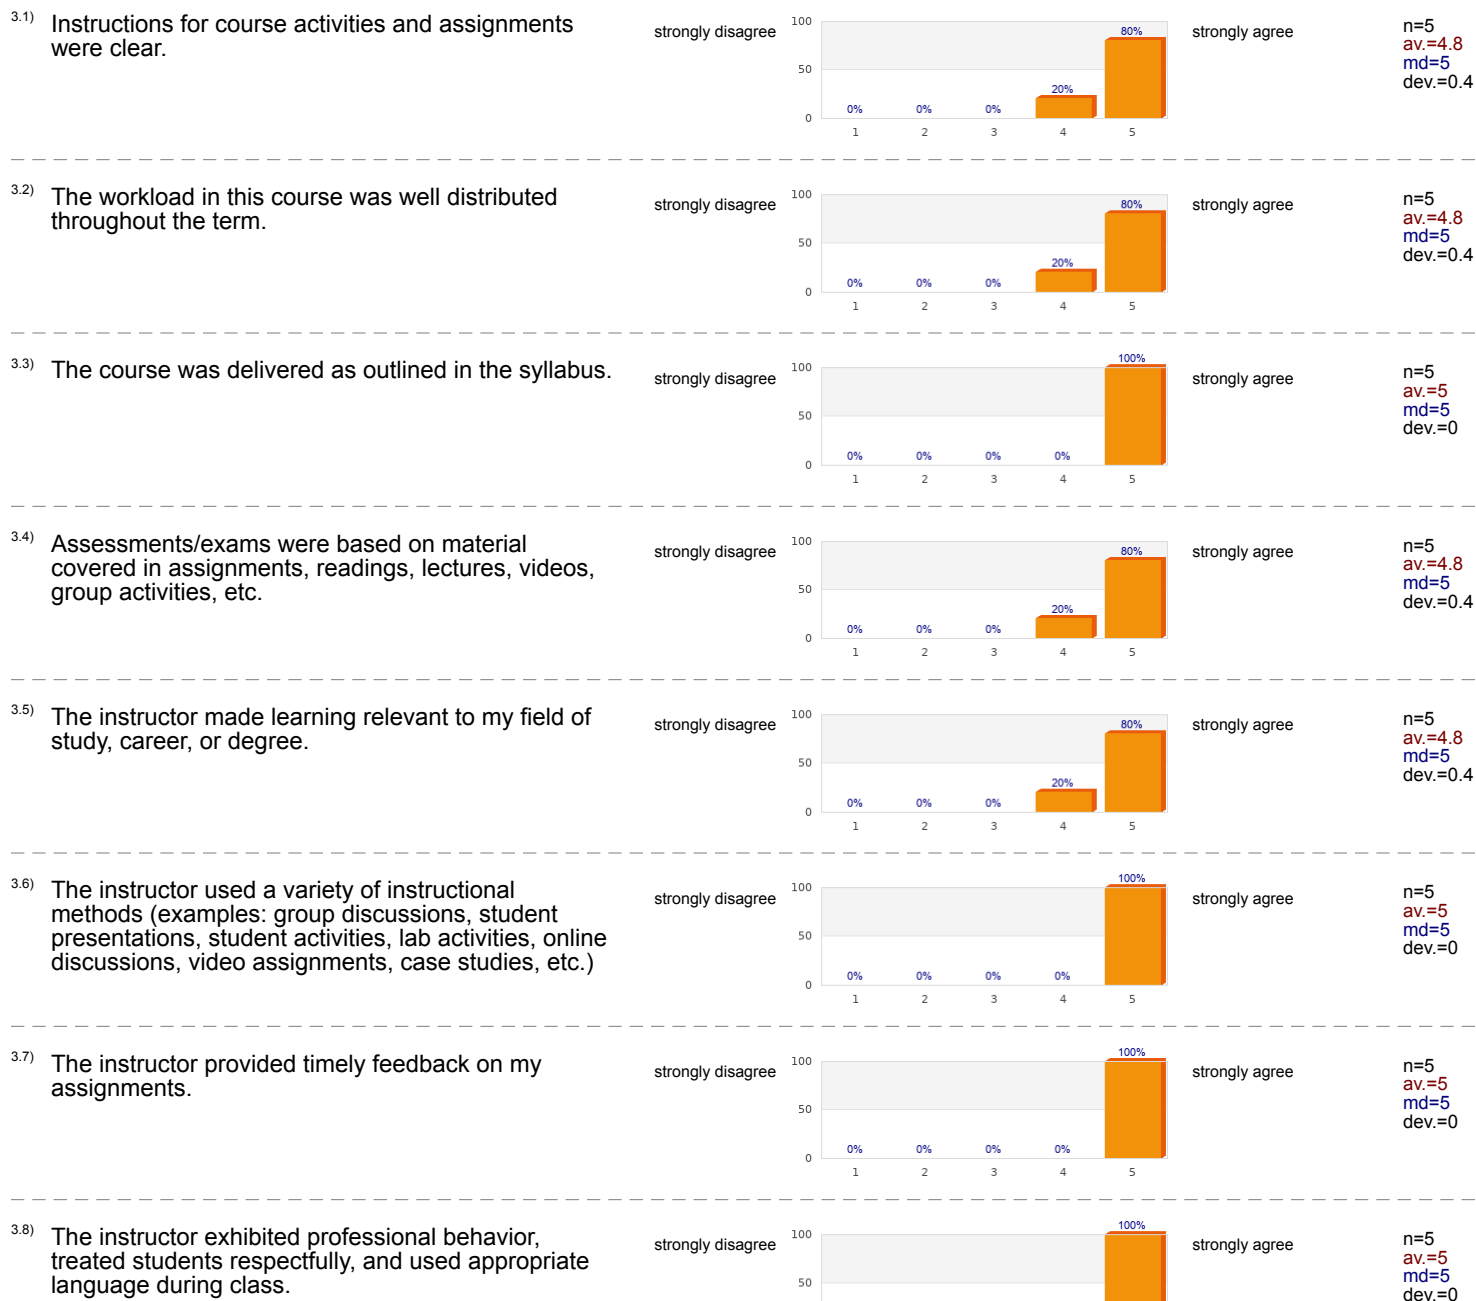 3.1) Instructions for course activities and assignments
were clear.
strongly disagree
100
50
0
0%
0%
0%
20%
80%
1
2
3
4
5
strongly agree
n=5
av.=4.8
md=5
dev.=0.4
3.2) The workload in this course was well distributed
throughout the term.
strongly disagree
100
50
0
0%
0%
0%
20%
80%
1
2
3
4
5
strongly agree
n=5
av.=4.8
md=5
dev.=0.4
3.3) The course was delivered as outlined in the syllabus.
strongly disagree
100
50
0
0%
0%
0%
0%
100%
1
2
3
4
5
strongly agree
n=5
av.=5
md=5
dev.=0
3.4) Assessments/exams were based on material
covered in assignments, readings, lectures, videos,
group activities, etc.
strongly disagree
100
50
0
0%
0%
0%
20%
80%
1
2
3
4
5
strongly agree
n=5
av.=4.8
md=5
dev.=0.4
3.5) The instructor made learning relevant to my field of
study, career, or degree.
strongly disagree
100
50
0
0%
0%
0%
20%
80%
1
2
3
4
5
strongly agree
n=5
av.=4.8
md=5
dev.=0.4
3.6) The instructor used a variety of instructional
methods (examples: group discussions, student
presentations, student activities, lab activities, online
discussions, video assignments, case studies, etc.)
strongly disagree
100
50
0
0%
0%
0%
0%
100%
1
2
3
4
5
strongly agree
n=5
av.=5
md=5
dev.=0
3.7) The instructor provided timely feedback on my
assignments.
strongly disagree
100
50
0
0%
0%
0%
0%
100%
1
2
3
4
5
strongly agree
n=5
av.=5
md=5
dev.=0
3.8) The instructor exhibited professional behavior,
treated students respectfully, and used appropriate
language during class.
strongly disagree
100
50
100%
strongly agree
n=5
av.=5
md=5
dev.=0